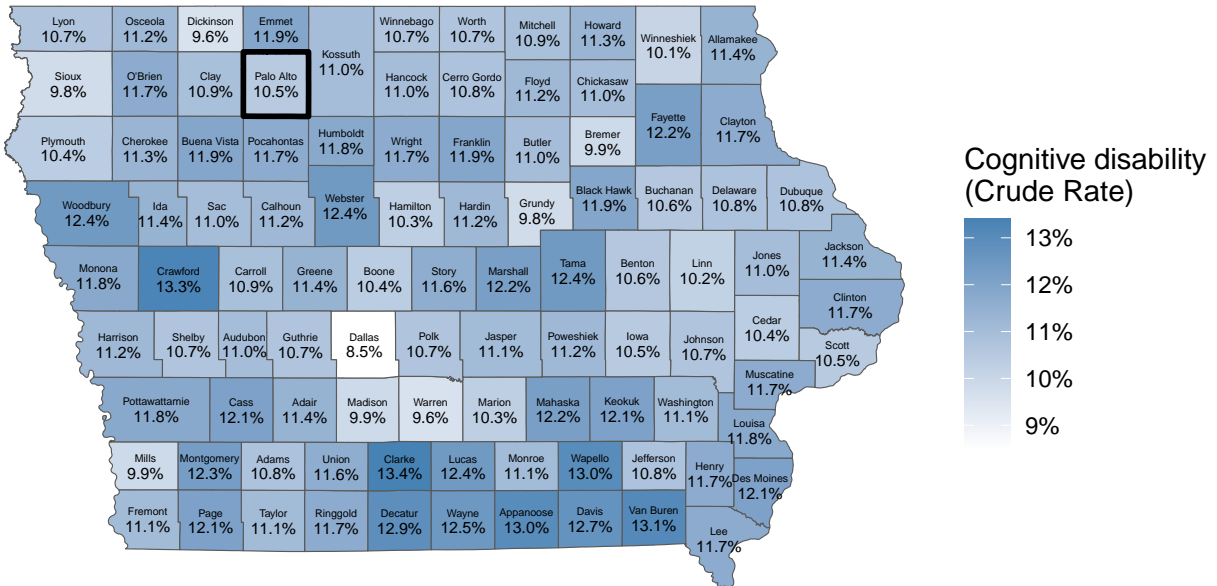 Lyon
10.7%
Osceola
11.2%
Dickinson
9.6%
Emmet
11.9%
Kossuth
11.0%
Winnebago
10.7%
Worth
10.7%
Mitchell
10.9%
Howard
11.3%
Winneshiek
10.1%
Allamakee
11.4%
Sioux
9.8%
O'Brien
11.7%
Clay
10.9%
Palo Alto
10.5%
Hancock
11.0%
Cerro Gordo
10.8%
Floyd
11.2%
Chickasaw
11.0%
Fayette
12.2%
Clayton
11.7%
Plymouth
10.4%
Cherokee
11.3%
Buena Vista
11.9%
Pocahontas
11.7%
Humboldt
11.8%
Wright
11.7%
Franklin
11.9%
Butler
11.0%
Bremer
9.9%
Woodbury
12.4%
Ida
11.4%
Sac
11.0%
Calhoun
11.2%
Webster
12.4%
Hamilton
10.3%
Hardin
11.2%
Grundy
9.8%
Black Hawk
11.9%
Buchanan
10.6%
Delaware
10.8%
Dubuque
10.8%
Monona
11.8%
Crawford
13.3%
Carroll
10.9%
Greene
11.4%
Boone
10.4%
Story
11.6%
Marshall
12.2%
Tama
12.4%
Benton
10.6%
Linn
10.2%
Jones
11.0%
Jackson
11.4%
Clinton
11.7%
Harrison
11.2%
Shelby
10.7%
Audubon
11.0%
Guthrie
10.7%
Dallas
8.5%
Polk
10.7%
Jasper
11.1%
Poweshiek
11.2%
Iowa
10.5%
Johnson
10.7%
Cedar
10.4%
Scott
10.5%
Muscatine
11.7%
Pottawattamie
11.8%
Cass
12.1%
Adair
11.4%
Madison
9.9%
Warren
9.6%
Marion
10.3%
Mahaska
12.2%
Keokuk
12.1%
Washington
11.1%
Louisa
11.8%
Mills
9.9%
Montgomery
12.3%
Adams
10.8%
Union
11.6%
Clarke
13.4%
Lucas
12.4%
Monroe
11.1%
Wapello
13.0%
Jefferson
10.8%
Henry
11.7%
Des Moines
12.1%
Fremont
11.1%
Page
12.1%
Taylor
11.1%
Ringgold
11.7%
Decatur
12.9%
Wayne
12.5%
Appanoose
13.0%
Davis
12.7%
Van Buren
13.1%
Lee
11.7%
Cognitive disability
(Crude Rate)
13%
12%
11%
10%
9%